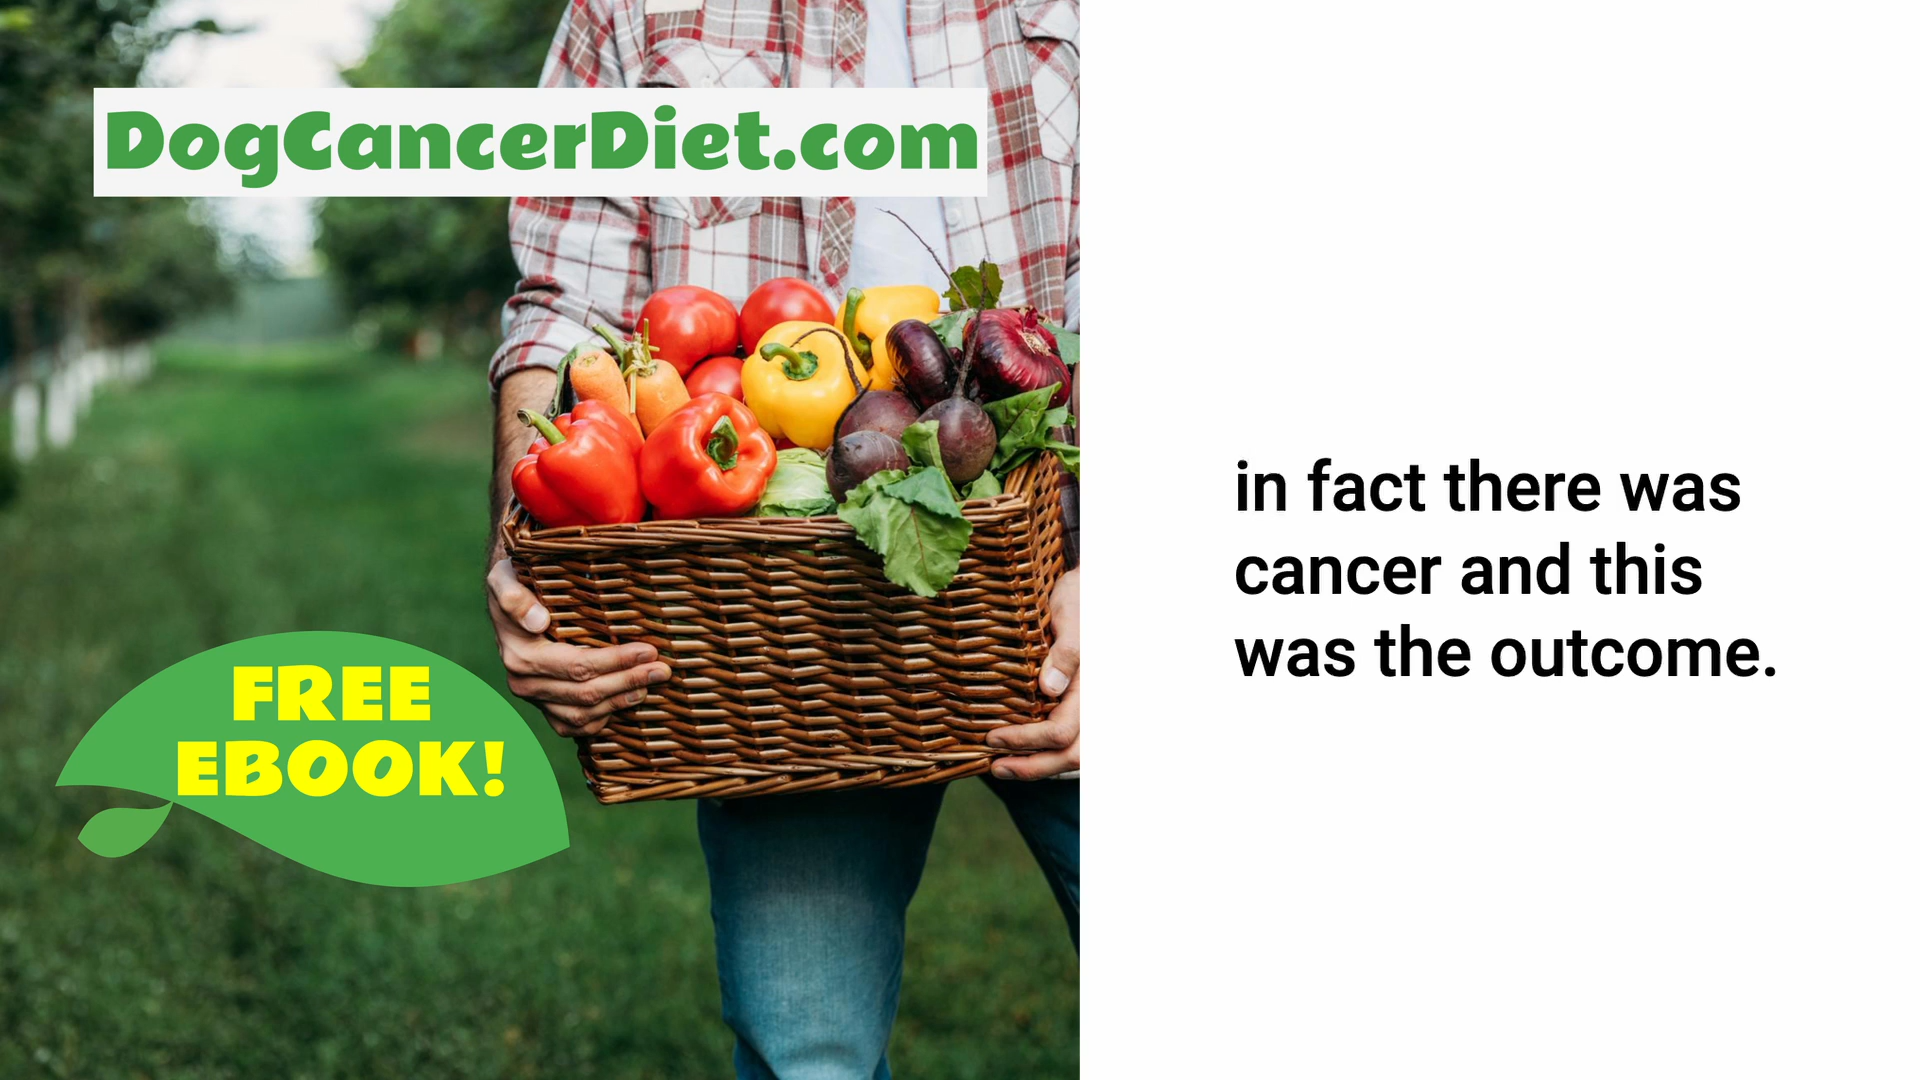 DogCancerDiet.com
FREE
EBOOK!
in fact there was
cancer and this
was the outcome.